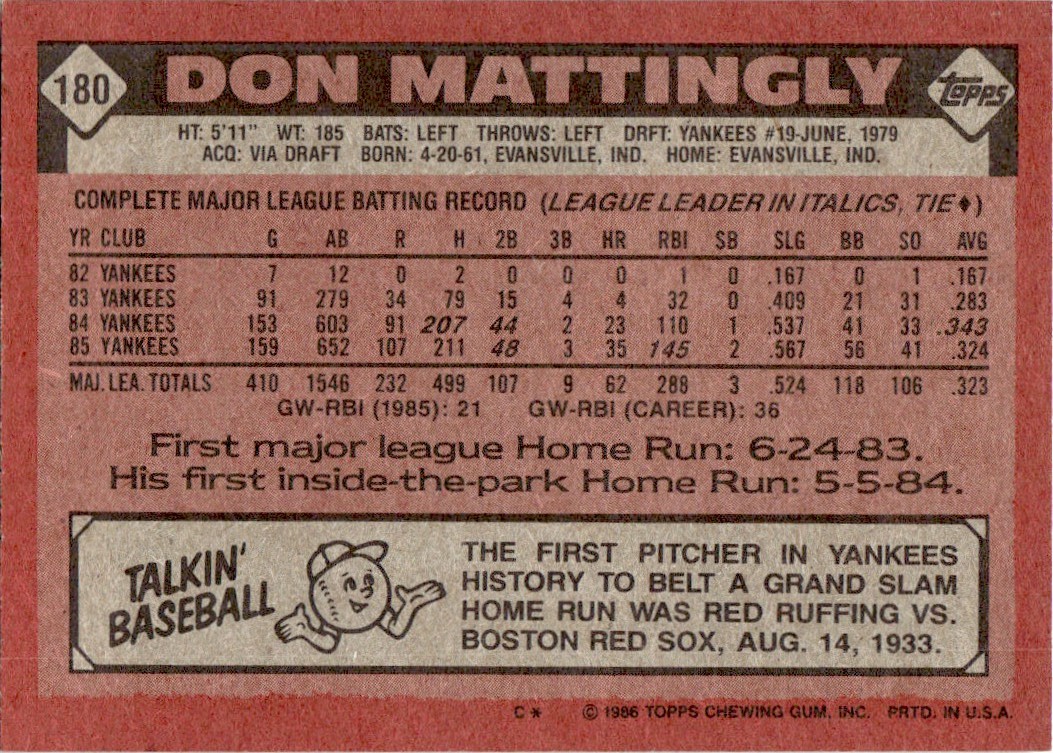 180 DON MATTINGLY topps
HT: 5'11" WT: 185 BATS: LEFT THROWS: LEFT DRFT: YANKEES #19-JUNE, 1979
ACQ: VIA DRAFT BORN: 4-20-61, EVANSVILLE, IND. HOME: EVANSVILLE, IND.
COMPLETE MAJOR LEAGUE BATTING RECORD (LEAGUE LEADER IN ITALICS, TIE♦)
YR CLUB G AB R H 2B 3B HR RBI SB SLG BB SO AVG
82 YANKEES 7 12 0 2 0 0 0 1 0 .167 0 1 .167
83 YANKEES 91 279 34 79 15 4 4 32 0 .409 21 31 .283
84 YANKEES 153 603 91 207 44 2 23 110 1 .537 41 33 .343
85 YANKEES 159 652 107 211 48 3 35 145 2 .567 56 41 .324
MAJ. LEA. TOTALS 410 1546 232 499 107 9 62 288 3 .524 118 106 .323
GW-RBI (1985): 21 GW-RBI (CAREER): 36
First major league Home Run: 6-24-83.
His first inside-the-park Home Run: 5-5-84.
TALKIN'
BASEBALL
THE FIRST PITCHER IN YANKEES
HISTORY TO BELT A GRAND SLAM
HOME RUN WAS RED RUFFING VS.
BOSTON RED SOX, AUG. 14, 1933.
C* © 1986 TOPPS CHEWING GUM, INC. PRTD. IN U.S.A.